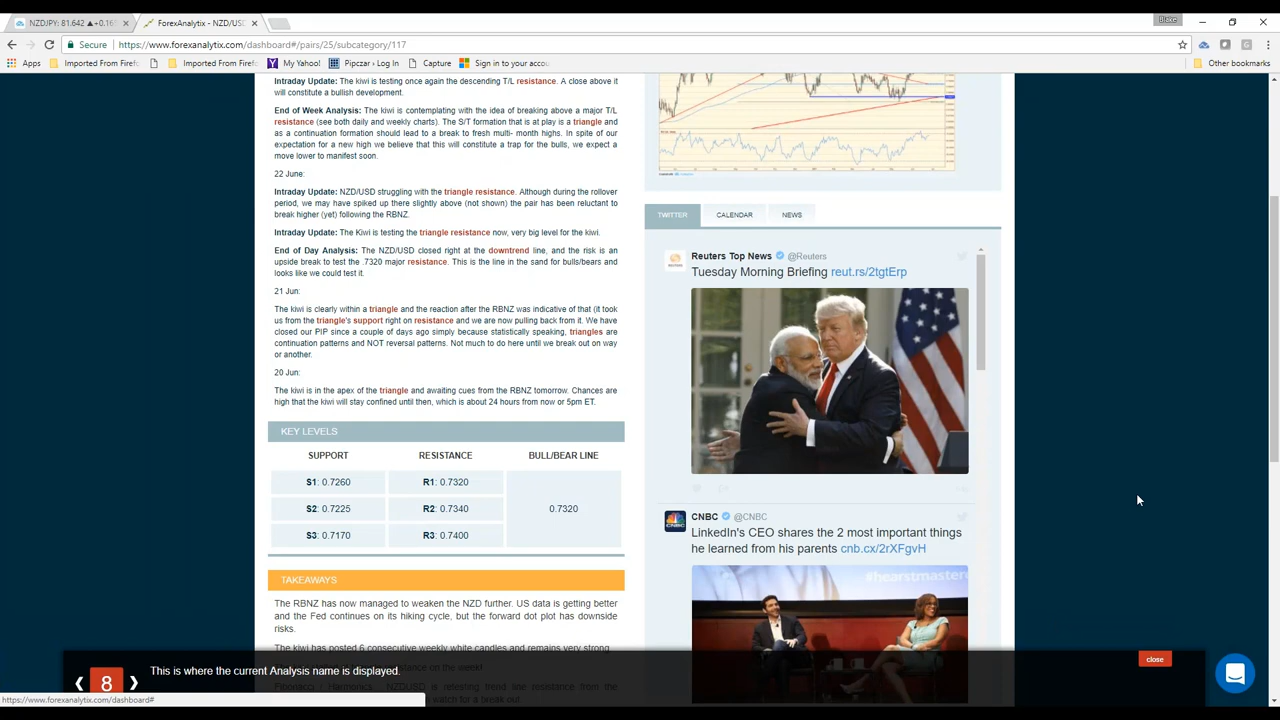 NZDJPY: 81.642 ▲+0.16
ForexAnalytix - NZD/USD
Blake
Secure
https://www.forexanalytix.com/dashboard#/pairs/25/subcategory/117
Apps
Imported From Firefo
Imported From Firefo
My Yahoo!
Pipczar › Log In
Capture
Sign in to your accou
Other bookmarks
Intraday Update: The kiwi is testing once again the descending T/L resistance. A close above it
will constitute a bullish development.
End of Week Analysis: The kiwi is contemplating with the idea of breaking above a major T/L
resistance (see both daily and weekly charts). The S/T formation that is at play is a triangle and
as a continuation formation should lead to a break to fresh multi- month highs. In spite of our
expectation for a new high we believe that this will constitute a trap for the bulls, we expect a
move lower to manifest soon.
22 June:
Intraday Update: NZD/USD struggling with the triangle resistance. Although during the rollover
period, we may have spiked up there slightly above (not shown) the pair has been reluctant to
break higher (yet) following the RBNZ.
Intraday Update: The Kiwi is testing the triangle resistance now, very big level for the kiwi.
End of Day Analysis: The NZD/USD closed right at the downtrend line, and the risk is an
upside break to test the .7320 major resistance. This is the line in the sand for bulls/bears and
looks like we could test it.
21 Jun:
The kiwi is clearly within a triangle and the reaction after the RBNZ was indicative of that (it took
us from the triangle's support right on resistance and we are now pulling back from it. We have
closed our PIP since a couple of days ago simply because statistically speaking, triangles are
continuation patterns and NOT reversal patterns. Not much to do here until we break out on way
or another.
20 Jun:
The kiwi is in the apex of the triangle and awaiting cues from the RBNZ tomorrow. Chances are
high that the kiwi will stay confined until then, which is about 24 hours from now or 5pm ET.
KEY LEVELS
SUPPORT RESISTANCE BULL/BEAR LINE
S1: 0.7260 R1: 0.7320
S2: 0.7225 R2: 0.7340 0.7320
S3: 0.7170 R3: 0.7400
TAKEAWAYS
The RBNZ has now managed to weaken the NZD further. US data is getting better
and the Fed continues on its hiking cycle, but the forward dot plot has downside
risks.
The kiwi has posted 6 consecutive weekly white candles and remains very strong
TWITTER
CALENDAR
NEWS
Reuters Top News @Reuters
Tuesday Morning Briefing reut.rs/2tgtErp
CNBC @CNBC
LinkedIn's CEO shares the 2 most important things
he learned from his parents cnb.cx/2rXFgvH
#hearstmaster
8
This is where the current Analysis name is displayed.
close
https://www.forexanalytix.com/dashboard#